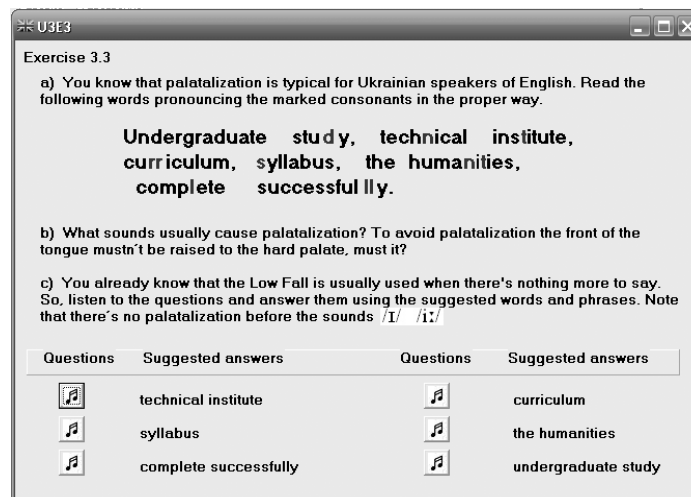 U3E3
Exercise 3.3
a) You know that palatalization is typical for Ukrainian speakers of English. Read the
following words pronouncing the marked consonants in the proper way.
Undergraduate study, technical institute,
curriculum, syllabus, the humanities,
complete successfully.
b) What sounds usually cause palatalization? To avoid palatalization the front of the
tongue mustn´t be raised to the hard palate, must it?
c) You already know that the Low Fall is usually used when there's nothing more to say.
So, listen to the questions and answer them using the suggested words and phrases. Note
that there´s no palatalization before the sounds /ɪ/ /iː/
Questions Suggested answers Questions Suggested answers
technical institute curriculum
syllabus the humanities
complete successfully undergraduate study